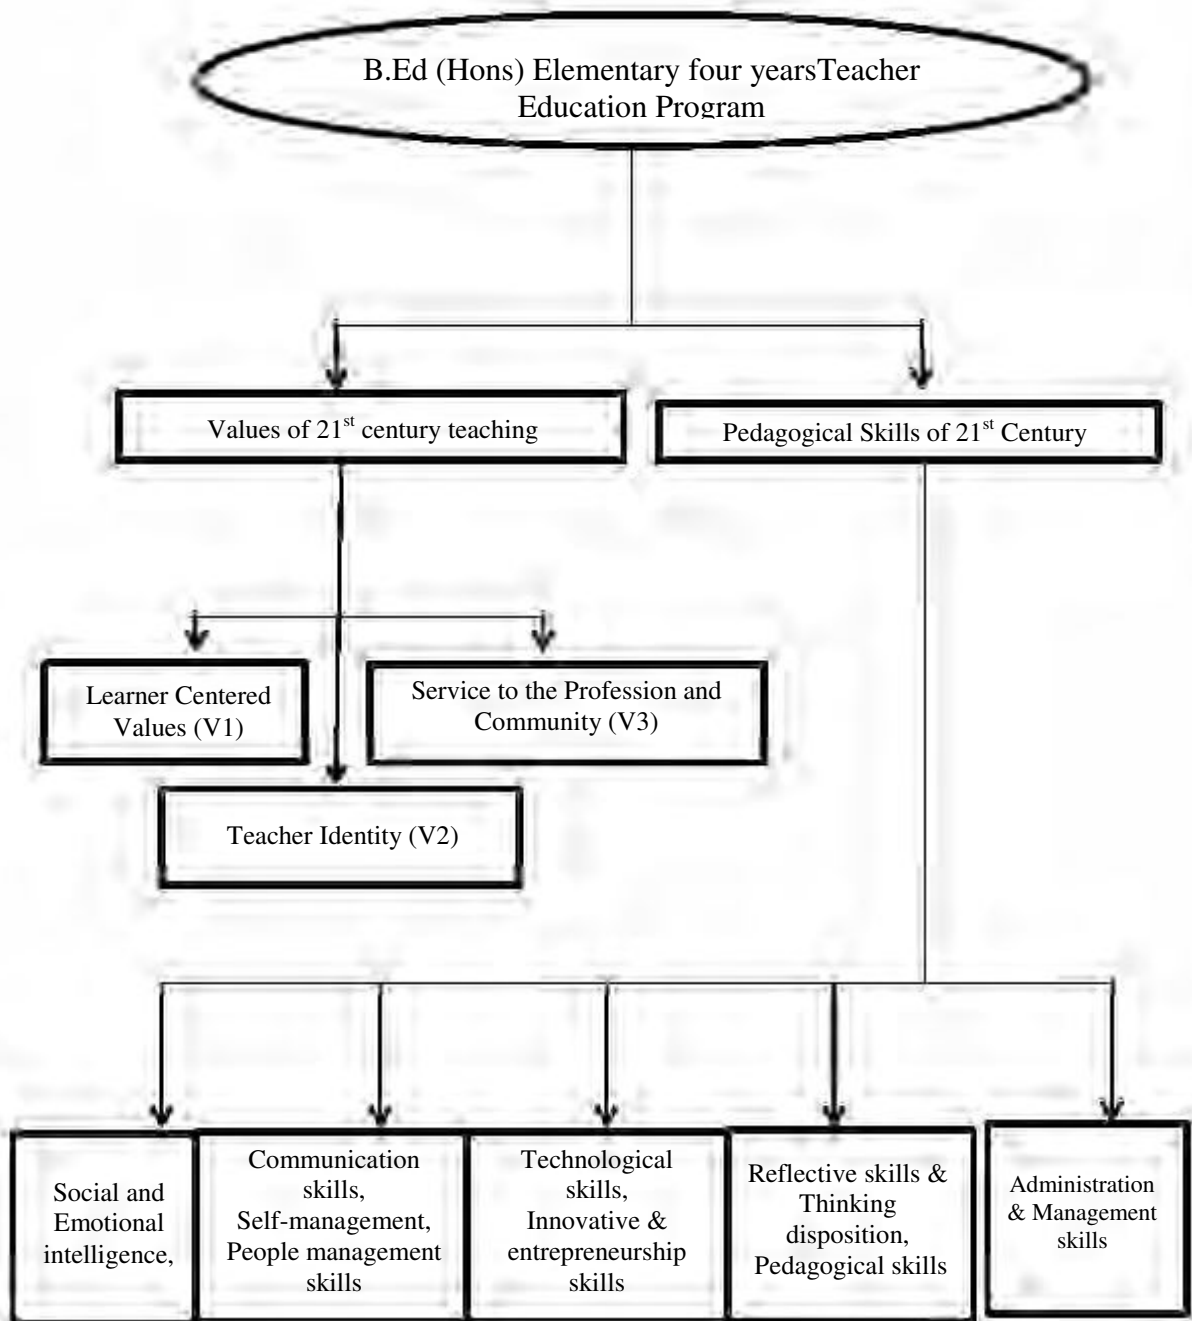 B.Ed (Hons) Elementary four yearsTeacher
Education Program
Values of 21st century teaching
Pedagogical Skills of 21st Century
Learner Centered
Values (V1)
Service to the Profession and
Community (V3)
Teacher Identity (V2)
Social and
Emotional
intelligence,
Communication
skills,
Self-management,
People management
skills
Technological
skills,
Innovative &
entrepreneurship
skills
Reflective skills &
Thinking
disposition,
Pedagogical skills
Administration
& Management
skills